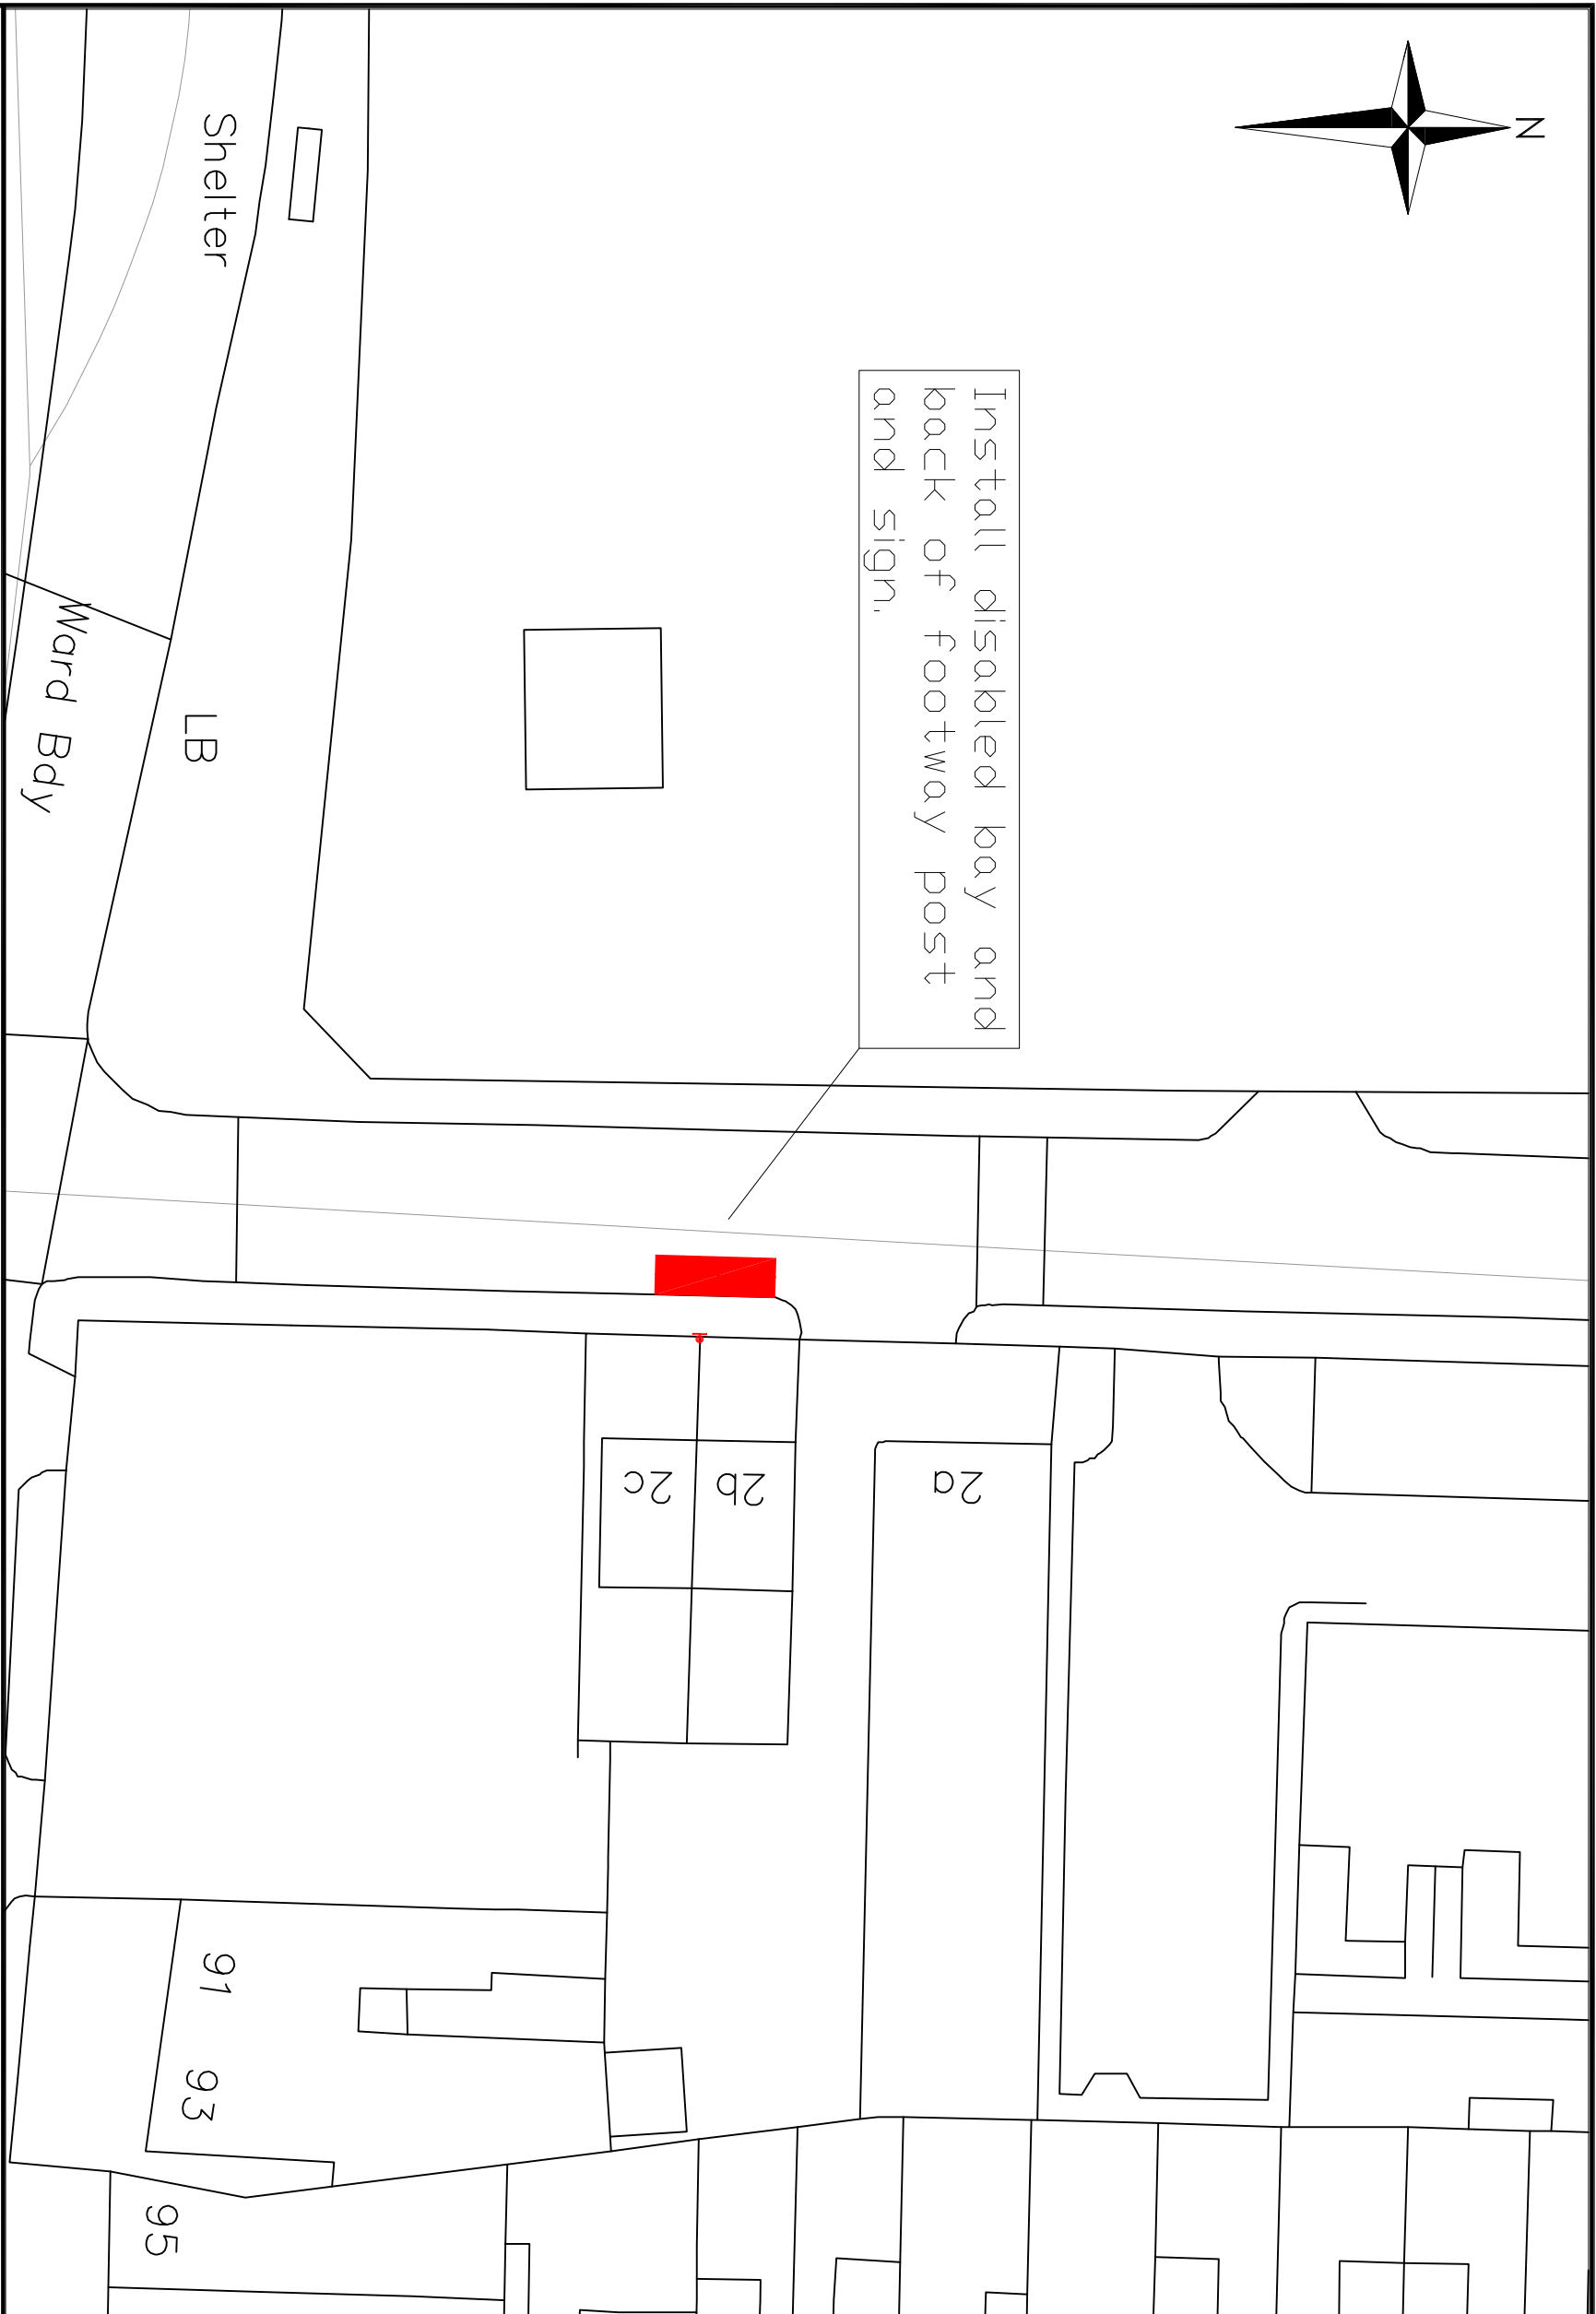 N
Shelter
Install disabled bay and
back of footway post
and sign.
LB
Ward Bdy
2c
2b
2a
91
93
95